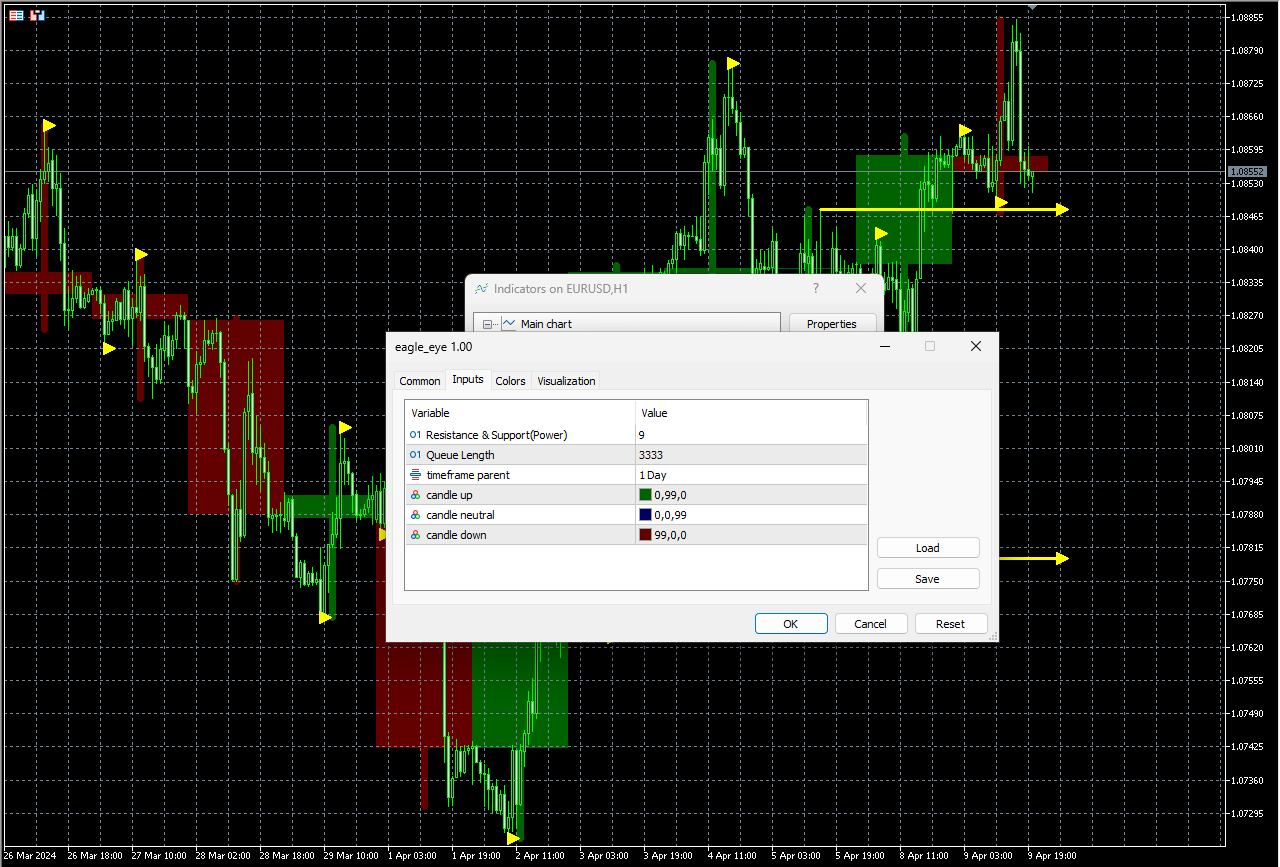 1.08855
1.08790
1.08725
1.08660
1.08595
1.08552
1.08530
1.08465
1.08400
1.08335
1.08270
1.08205
1.08140
1.08075
1.08010
1.07945
1.07880
1.07815
1.07750
1.07685
1.07620
1.07555
1.07490
1.07425
1.07360
1.07295
Indicators on EURUSD,H1 ?
Main chart Properties
eagle_eye 1.00
Common Inputs Colors Visualization
Variable Value
01 Resistance & Support(Power) 9
01 Queue Length 3333
timeframe parent 1 Day
candle up 0,99,0
candle neutral 0,0,99
candle down 99,0,0
Load
Save
OK Cancel Reset
26 Mar 2024 26 Mar 18:00 27 Mar 10:00 28 Mar 02:00 28 Mar 18:00 29 Mar 10:00 1 Apr 03:00 1 Apr 19:00 2 Apr 11:00 3 Apr 03:00 3 Apr 19:00 4 Apr 11:00 5 Apr 03:00 5 Apr 19:00 8 Apr 11:00 9 Apr 03:00 9 Apr 19:00